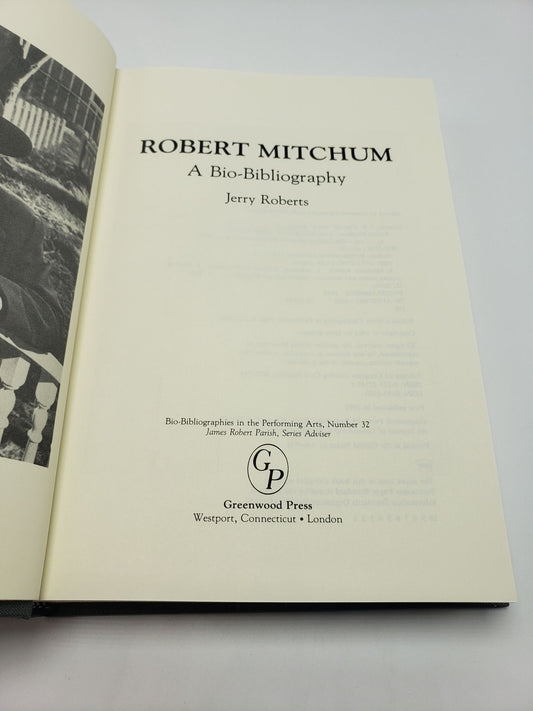 ROBERT MITCHUM
A Bio-Bibliography
Jerry Roberts
Bio-Bibliographies in the Performing Arts, Number 32
James Robert Parish, Series Adviser
GP
Greenwood Press
Westport, Connecticut • London